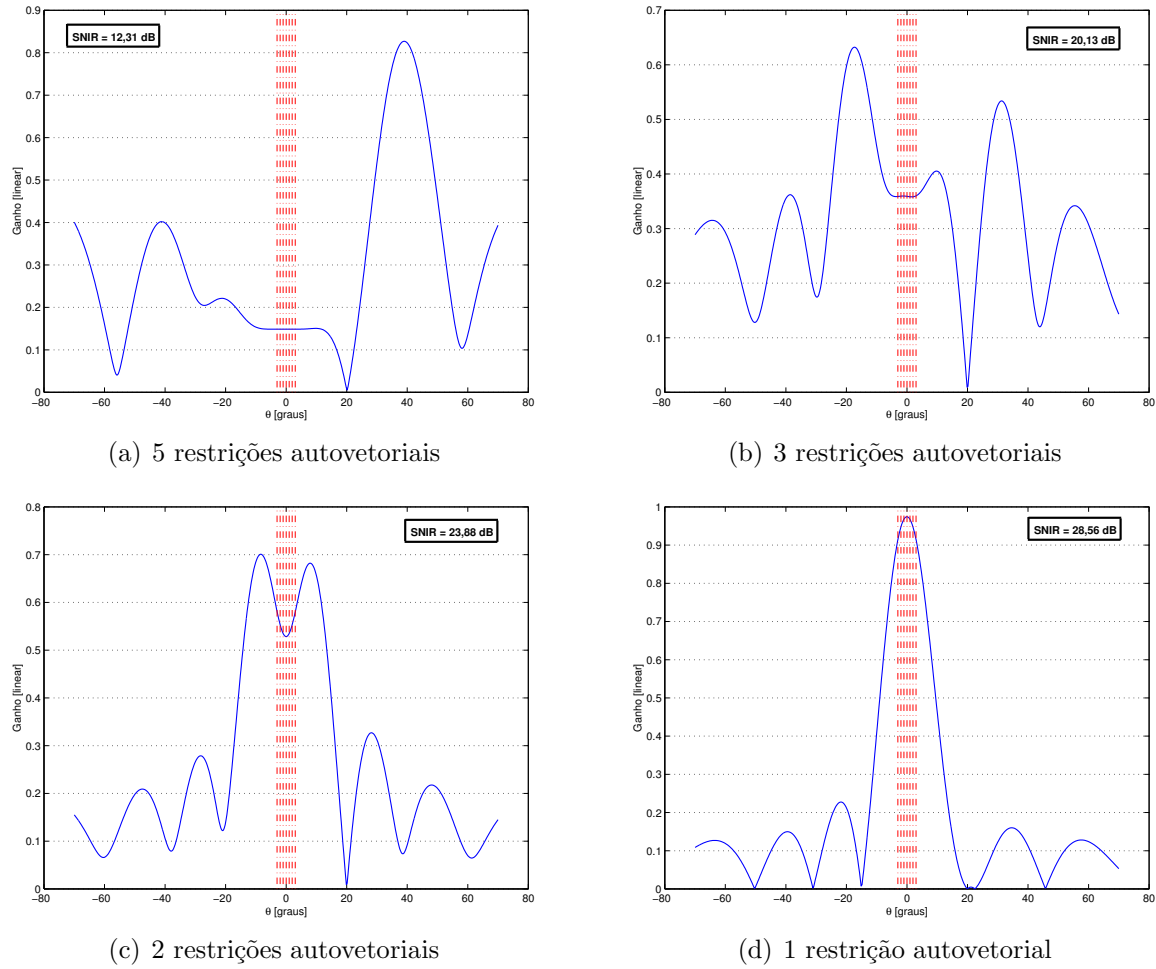 SNIR = 12,31 dB
Ganho [linear]
0.9
0.8
0.7
0.6
0.5
0.4
0.3
0.2
0.1
0
−80 −60 −40 −20 0 20 40 60 80
θ [graus]
(a) 5 restrições autovetoriais
SNIR = 20,13 dB
Ganho [linear]
0.7
0.6
0.5
0.4
0.3
0.2
0.1
0
−80 −60 −40 −20 0 20 40 60 80
θ [graus]
(b) 3 restrições autovetoriais
SNIR = 23,88 dB
Ganho [linear]
0.8
0.7
0.6
0.5
0.4
0.3
0.2
0.1
0
−80 −60 −40 −20 0 20 40 60 80
θ [graus]
(c) 2 restrições autovetoriais
SNIR = 28,56 dB
Ganho [linear]
1
0.9
0.8
0.7
0.6
0.5
0.4
0.3
0.2
0.1
0
−80 −60 −40 −20 0 20 40 60 80
θ [graus]
(d) 1 restrição autovetorial